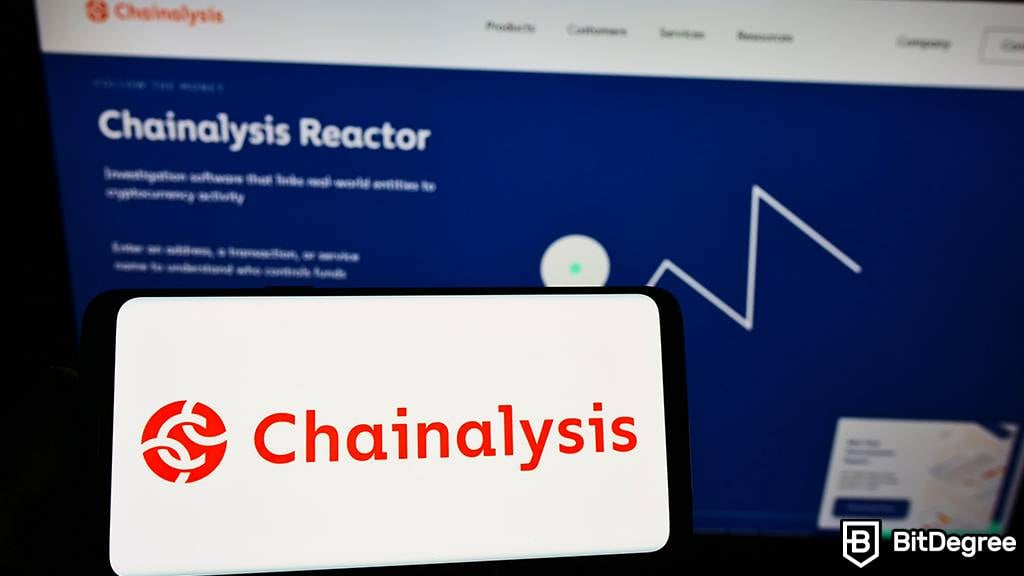 Chainalysis
Products Customers Services Resources Company
FOLLOW THE MONEY
Chainalysis Reactor
Investigation software that links real-world entities to
cryptocurrency activity
Enter an address, a transaction, or service
name to understand who controls funds
Chainalysis
BitDegree